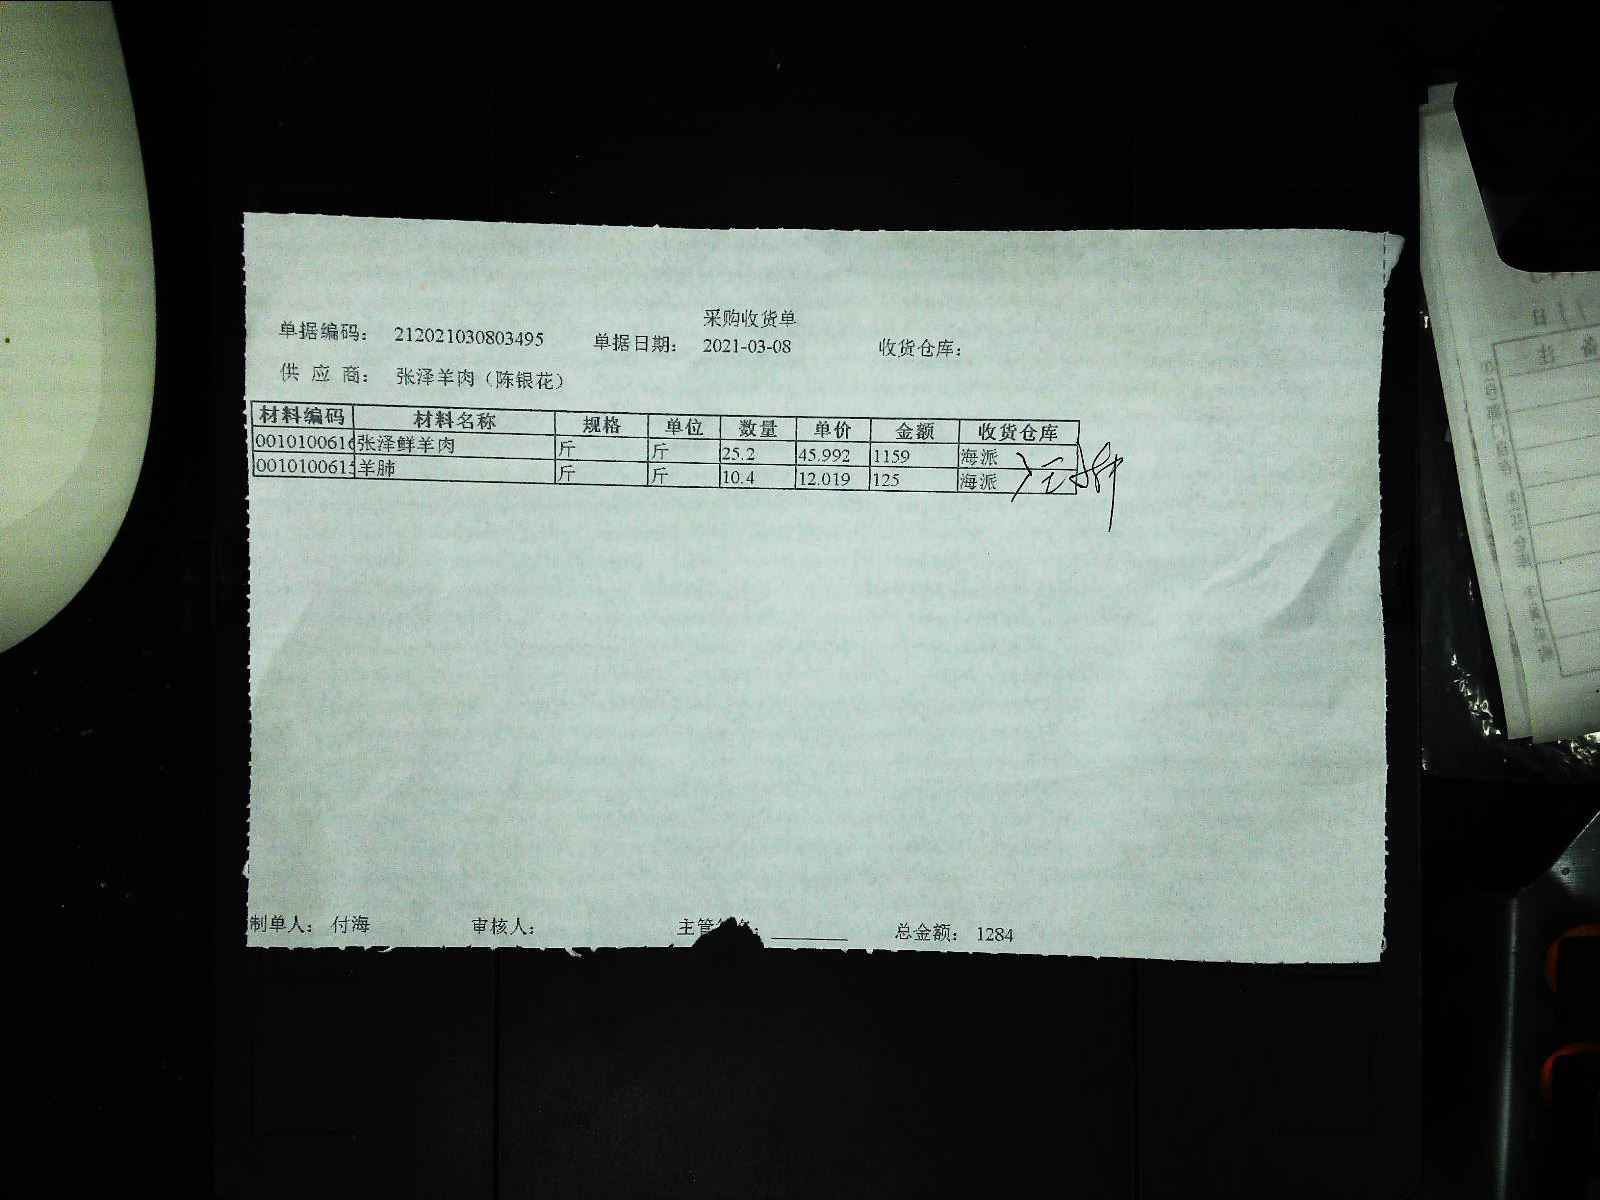 采购收货单
单据编码： 212021030803495 单据日期： 2021-03-08 收货仓库：
供 应 商： 张泽羊肉（陈银花）
材料编码 材料名称 规格 单位 数量 单价 金额 收货仓库
0010100616 张泽鲜羊肉 斤 斤 25.2 45.992 1159 海派
0010100615 羊肺 斤 斤 10.4 12.019 125 海派
制单人： 付海 审核人： 主管 总金额： 1284